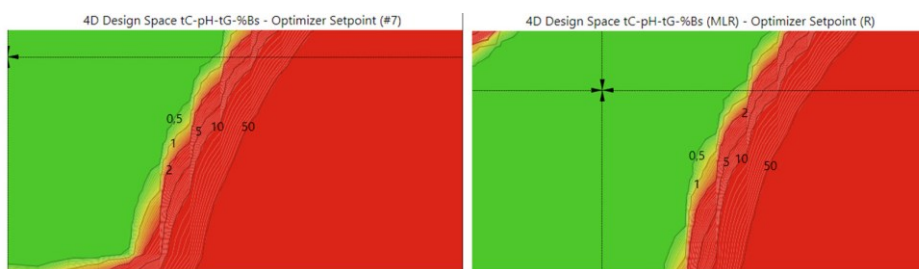 4D Design Space tC-pH-tG-%Bs - Optimizer Setpoint (#7)
0,5
5 10 50
1
2
4D Design Space tC-pH-tG-%Bs (MLR) - Optimizer Setpoint (R)
2
0,5
5 10 50
1